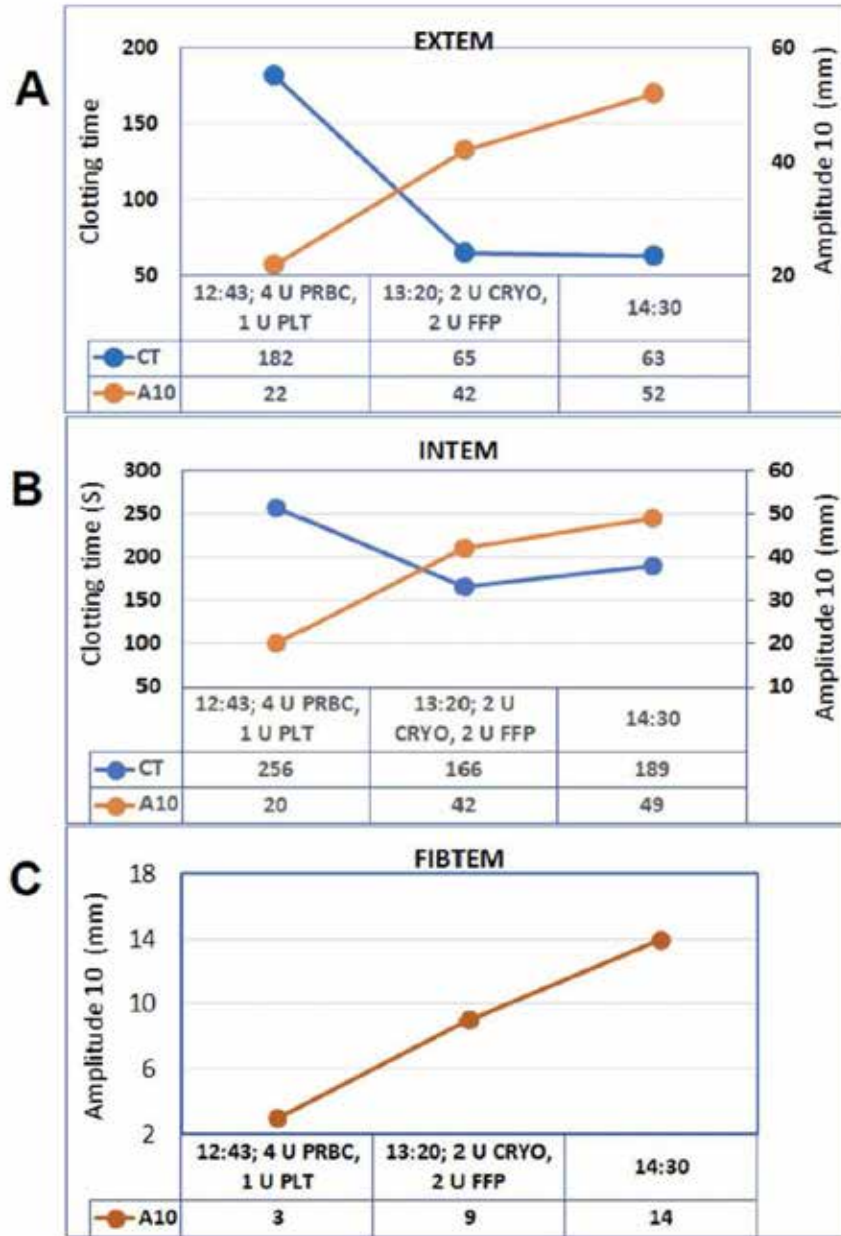 A
EXTEM
Clotting time
200
150
100
50
60
40
20
Amplitude 10 (mm)
12:43; 4 U PRBC, 1 U PLT
13:20; 2 U CRYO, 2 U FFP
14:30
CT 182 65 63
A10 22 42 52
B
INTEM
Clotting time (S)
300
250
200
150
100
50
60
50
40
30
20
10
Amplitude 10 (mm)
12:43; 4 U PRBC, 1 U PLT
13:20; 2 U CRYO, 2 U FFP
14:30
CT 256 166 189
A10 20 42 49
C
FIBTEM
Amplitude 10 (mm)
18
14
10
6
2
12:43; 4 U PRBC, 1 U PLT
13:20; 2 U CRYO, 2 U FFP
14:30
A10 3 9 14